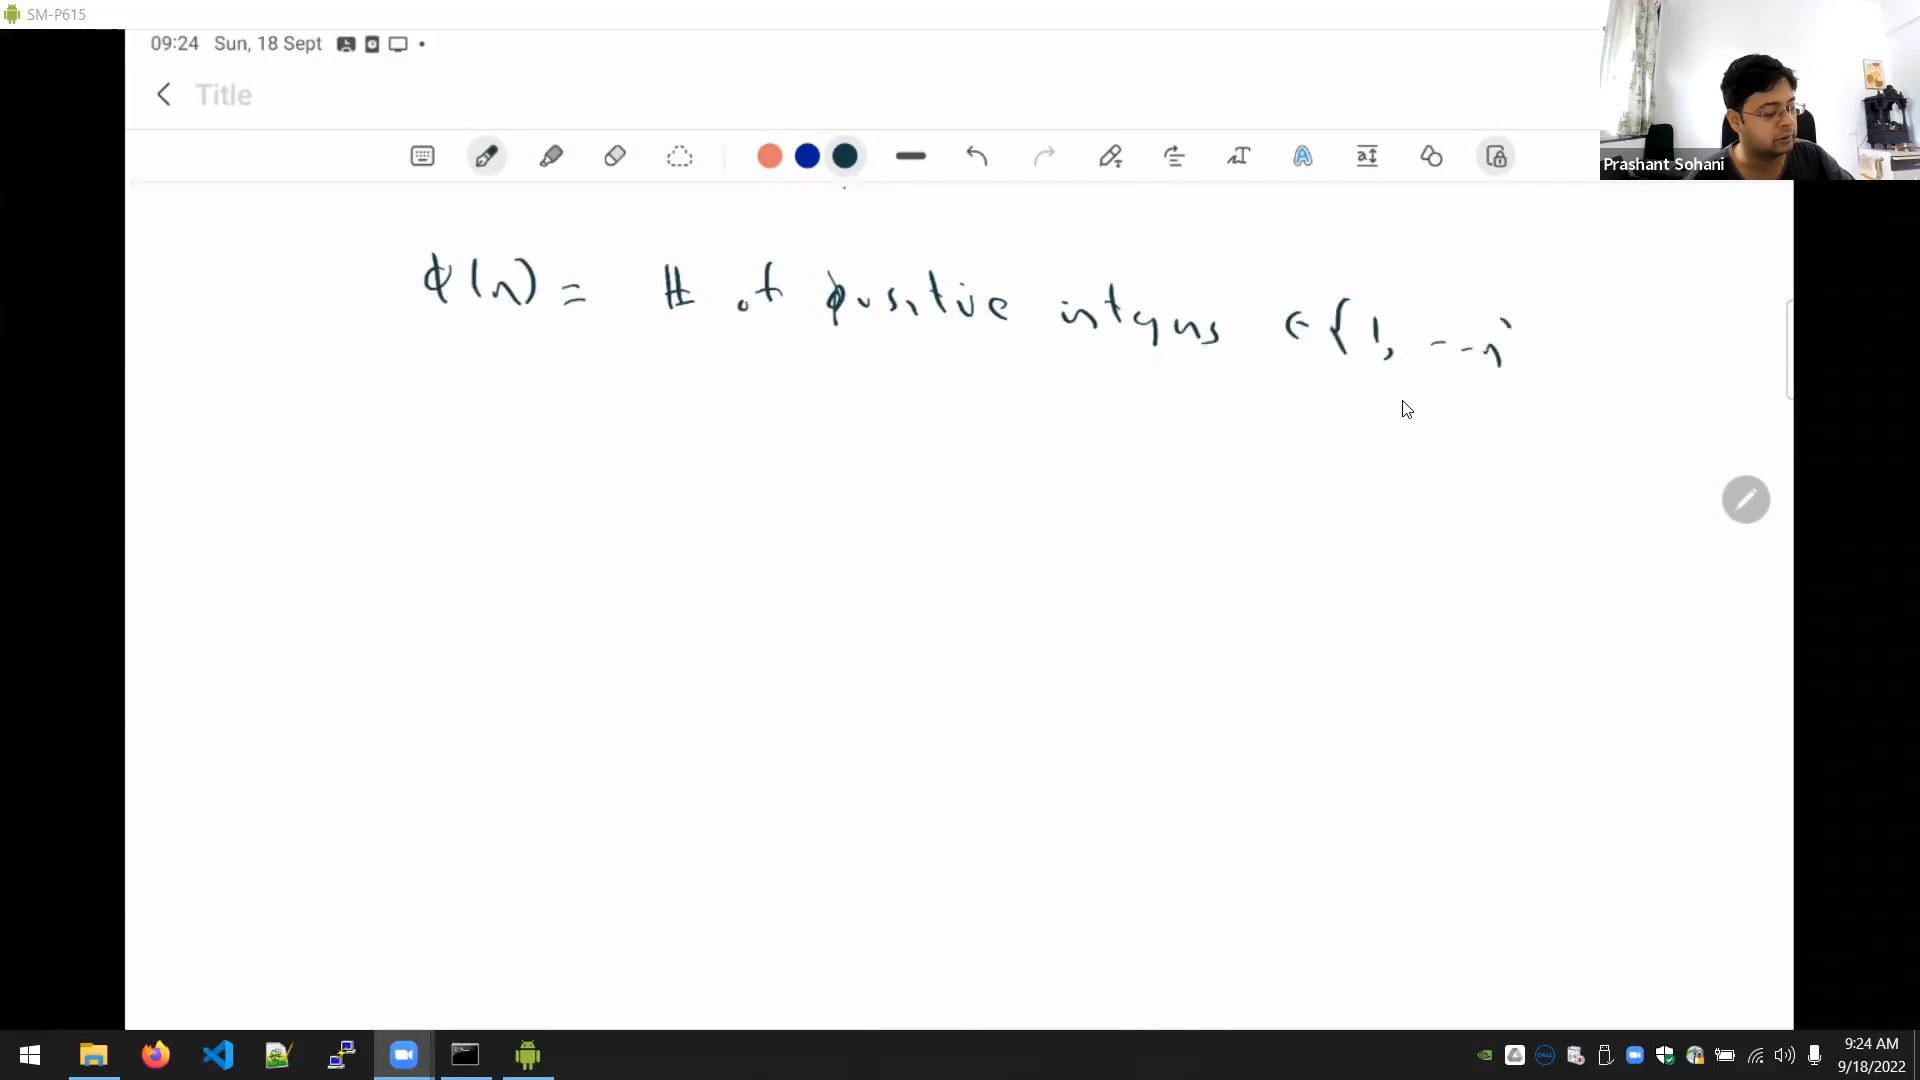 SM-P615
09:24 Sun, 18 Sept
Title
Prashant Sohani
ϕ(n) = # of positive integers ∈ {1, --n
9:24 AM
9/18/2022